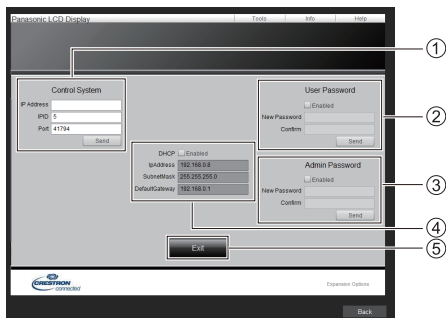 Panasonic LCD Display
Tools Info Help
①
Control System
IP Address
IPID 5
Port 41794
Send
User Password
Enabled
New Password
Confirm
Send
②
DHCP Enabled
IpAddress 192.168.0.8
SubnetMask 255.255.255.0
DefaultGateway 192.168.0.1
Admin Password
Enabled
New Password
Confirm
Send
③
④
Exit
⑤
CRESTRON
connected
Expansion Options
Back